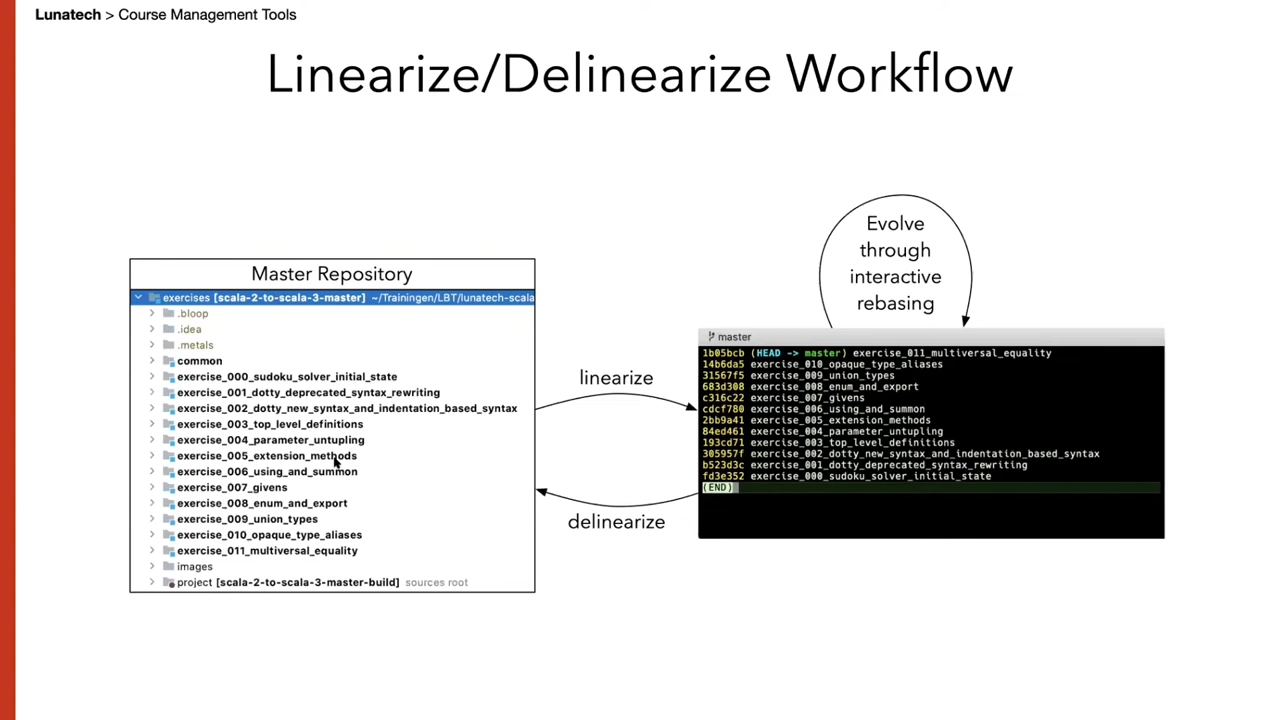 Lunatech > Course Management Tools
Linearize/Delinearize Workflow
Master Repository
exercises [scala-2-to-scala-3-master] ~/Trainingen/LBT/lunatech-scala
.bloop
.idea
.metals
common
exercise_000_sudoku_solver_initial_state
exercise_001_dotty_deprecated_syntax_rewriting
exercise_002_dotty_new_syntax_and_indentation_based_syntax
exercise_003_top_level_definitions
exercise_004_parameter_untupling
exercise_005_extension_methods
exercise_006_using_and_summon
exercise_007_givens
exercise_008_enum_and_export
exercise_009_union_types
exercise_010_opaque_type_aliases
exercise_011_multiversal_equality
images
project [scala-2-to-scala-3-master-build] sources root
linearize
delinearize
Evolve
through
interactive
rebasing
master
1b05bcb (HEAD -> master) exercise_011_multiversal_equality
14b6da5 exercise_010_opaque_type_aliases
31567f5 exercise_009_union_types
683d308 exercise_008_enum_and_export
c316c22 exercise_007_givens
cdcf780 exercise_006_using_and_summon
2bb9a41 exercise_005_extension_methods
84ed461 exercise_004_parameter_untupling
193cd71 exercise_003_top_level_definitions
305957f exercise_002_dotty_new_syntax_and_indentation_based_syntax
b523d3c exercise_001_dotty_deprecated_syntax_rewriting
fd3e352 exercise_000_sudoku_solver_initial_state
(END)